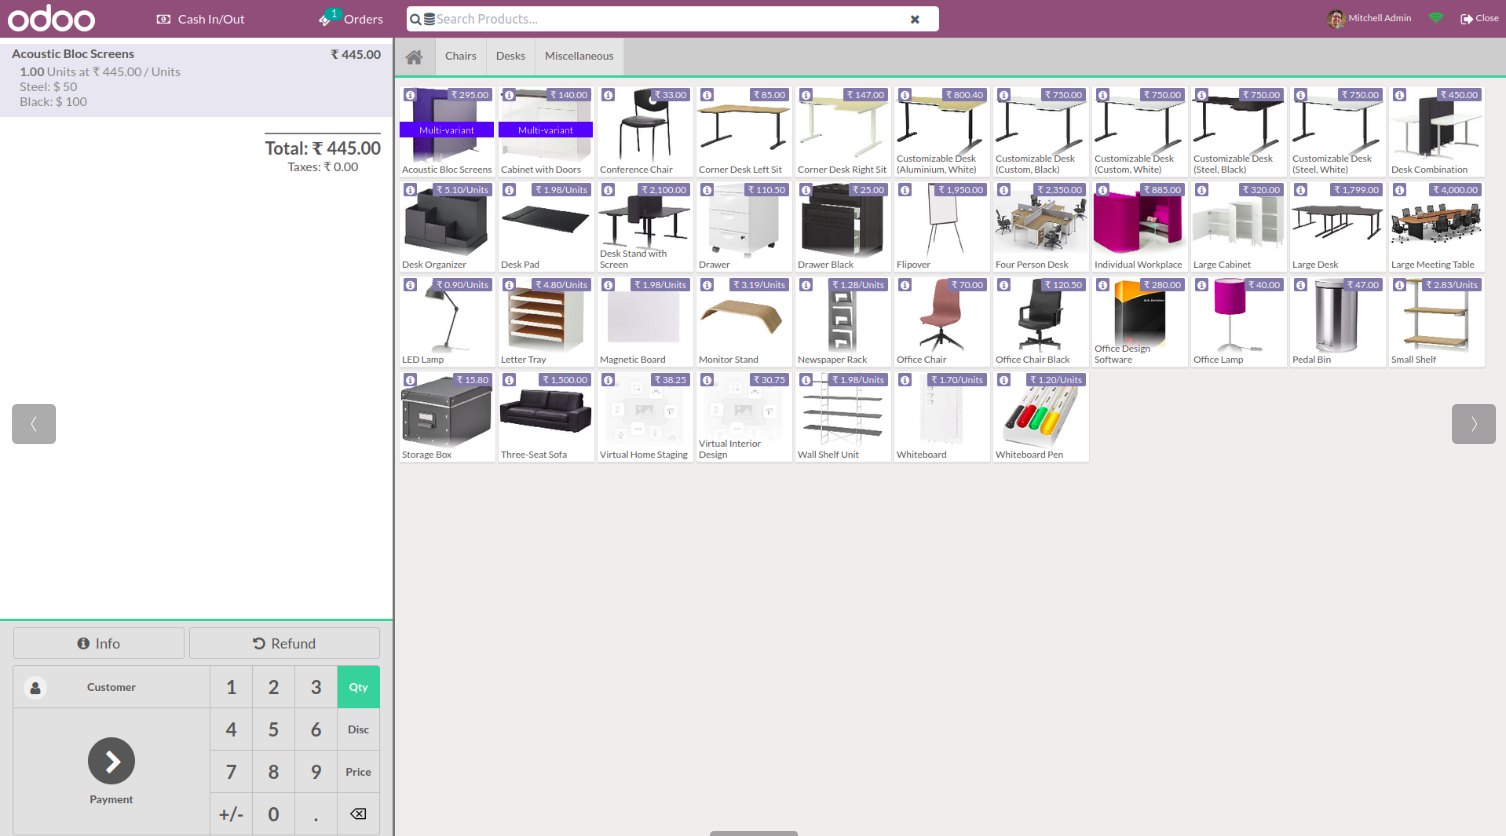 odoo
Cash In/Out
1
Orders
Search Products...
Mitchell Admin
Close
Acoustic Bloc Screens
₹ 445.00
1.00 Units at ₹ 445.00 / Units
Steel: $ 50
Black: $ 100
Total: ₹ 445.00
Taxes: ₹ 0.00
Chairs
Desks
Miscellaneous
₹ 295.00
Multi-variant
Acoustic Bloc Screens
₹ 140.00
Multi-variant
Cabinet with Doors
₹ 33.00
Conference Chair
₹ 85.00
Corner Desk Left Sit
₹ 147.00
Corner Desk Right Sit
₹ 800.40
Customizable Desk
(Aluminium, White)
₹ 750.00
Customizable Desk
(Custom, Black)
₹ 750.00
Customizable Desk
(Custom, White)
₹ 750.00
Customizable Desk
(Steel, Black)
₹ 750.00
Customizable Desk
(Steel, White)
₹ 450.00
Desk Combination
₹ 5.10/Units
Desk Organizer
₹ 1.98/Units
Desk Pad
₹ 2,100.00
Desk Stand with
Screen
₹ 110.50
Drawer
₹ 25.00
Drawer Black
₹ 1,950.00
Flipover
₹ 2,350.00
Four Person Desk
₹ 885.00
Individual Workplace
₹ 320.00
Large Cabinet
₹ 1,799.00
Large Desk
₹ 4,000.00
Large Meeting Table
₹ 0.90/Units
LED Lamp
₹ 4.80/Units
Letter Tray
₹ 1.98/Units
Magnetic Board
₹ 3.19/Units
Monitor Stand
₹ 1.28/Units
Newspaper Rack
₹ 70.00
Office Chair
₹ 120.50
Office Chair Black
₹ 280.00
Office Design
Software
₹ 40.00
Office Lamp
₹ 47.00
Pedal Bin
₹ 2.83/Units
Small Shelf
₹ 15.80
Storage Box
₹ 1,500.00
Three-Seat Sofa
₹ 38.25
Virtual Home Staging
₹ 30.75
Virtual Interior
Design
₹ 1.98/Units
Wall Shelf Unit
₹ 1.70/Units
Whiteboard
₹ 1.20/Units
Whiteboard Pen
Info
Refund
Customer
1 2 3 Qty
4 5 6 Disc
7 8 9 Price
Payment
+/- 0 .